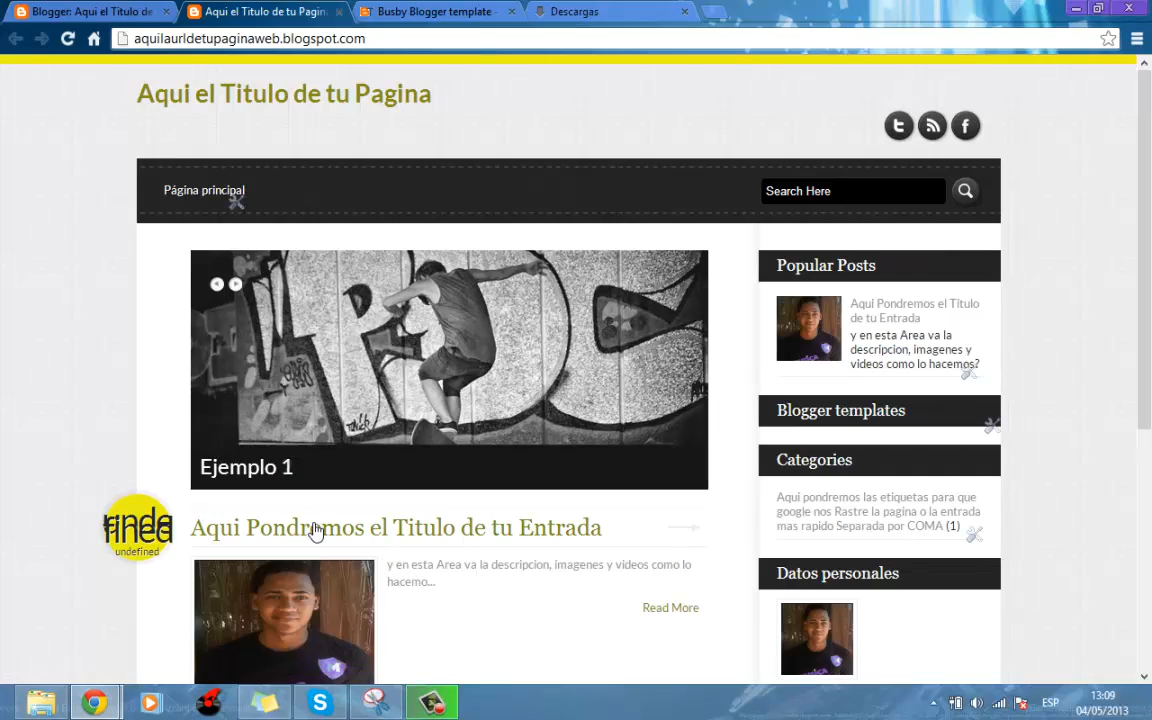 Blogger: Aqui el Titulo de
Aqui el Titulo de tu Pagin
Busby Blogger template -
Descargas
aquilaurldetupaginaweb.blogspot.com
Aqui el Titulo de tu Pagina
Página principal
Search Here
Ejemplo 1
Aqui Pondremos el Titulo de tu Entrada
undefined
y en esta Area va la descripcion, imagenes y videos como lo
hacemo...
Read More
Popular Posts
Aqui Pondremos el Titulo
de tu Entrada
y en esta Area va la
descripcion, imagenes y
videos como lo hacemos?
Blogger templates
Categories
Aqui pondremos las etiquetas para que
google nos Rastre la pagina o la entrada
mas rapido Separada por COMA (1)
Datos personales
ESP
13:09
04/05/2013